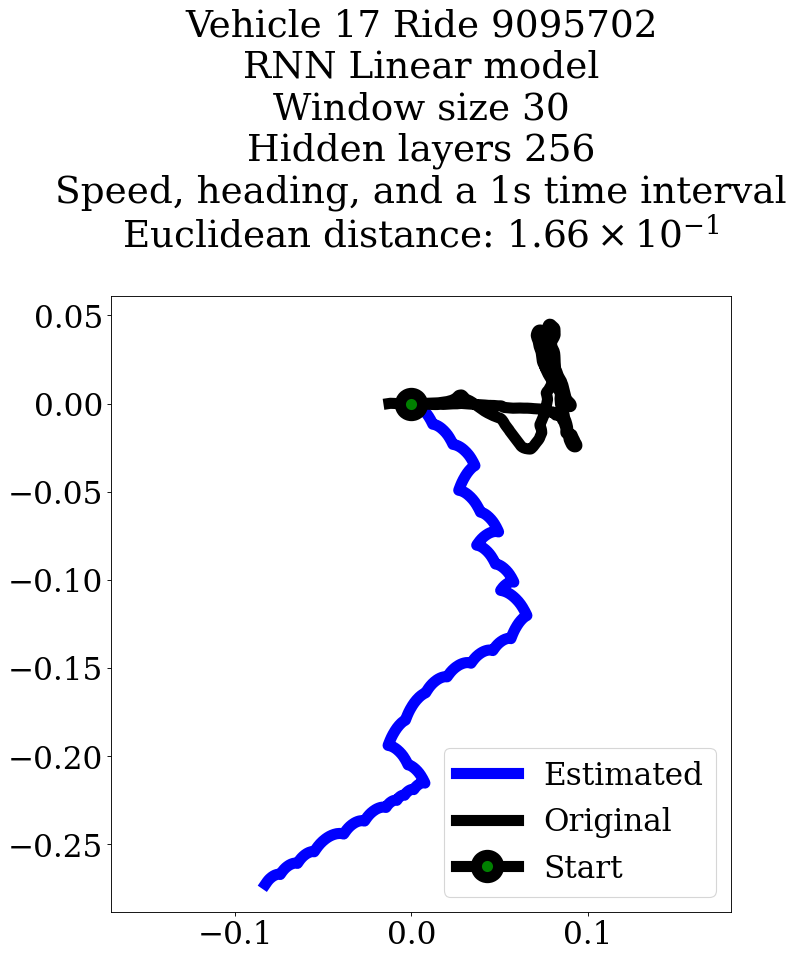 Vehicle 17 Ride 9095702
RNN Linear model
Window size 30
Hidden layers 256
Speed, heading, and a 1s time interval
Euclidean distance: 1.66 × 10⁻¹
0.05
0.00
−0.05
−0.10
−0.15
−0.20
−0.25
Estimated
Original
Start
−0.1
0.0
0.1